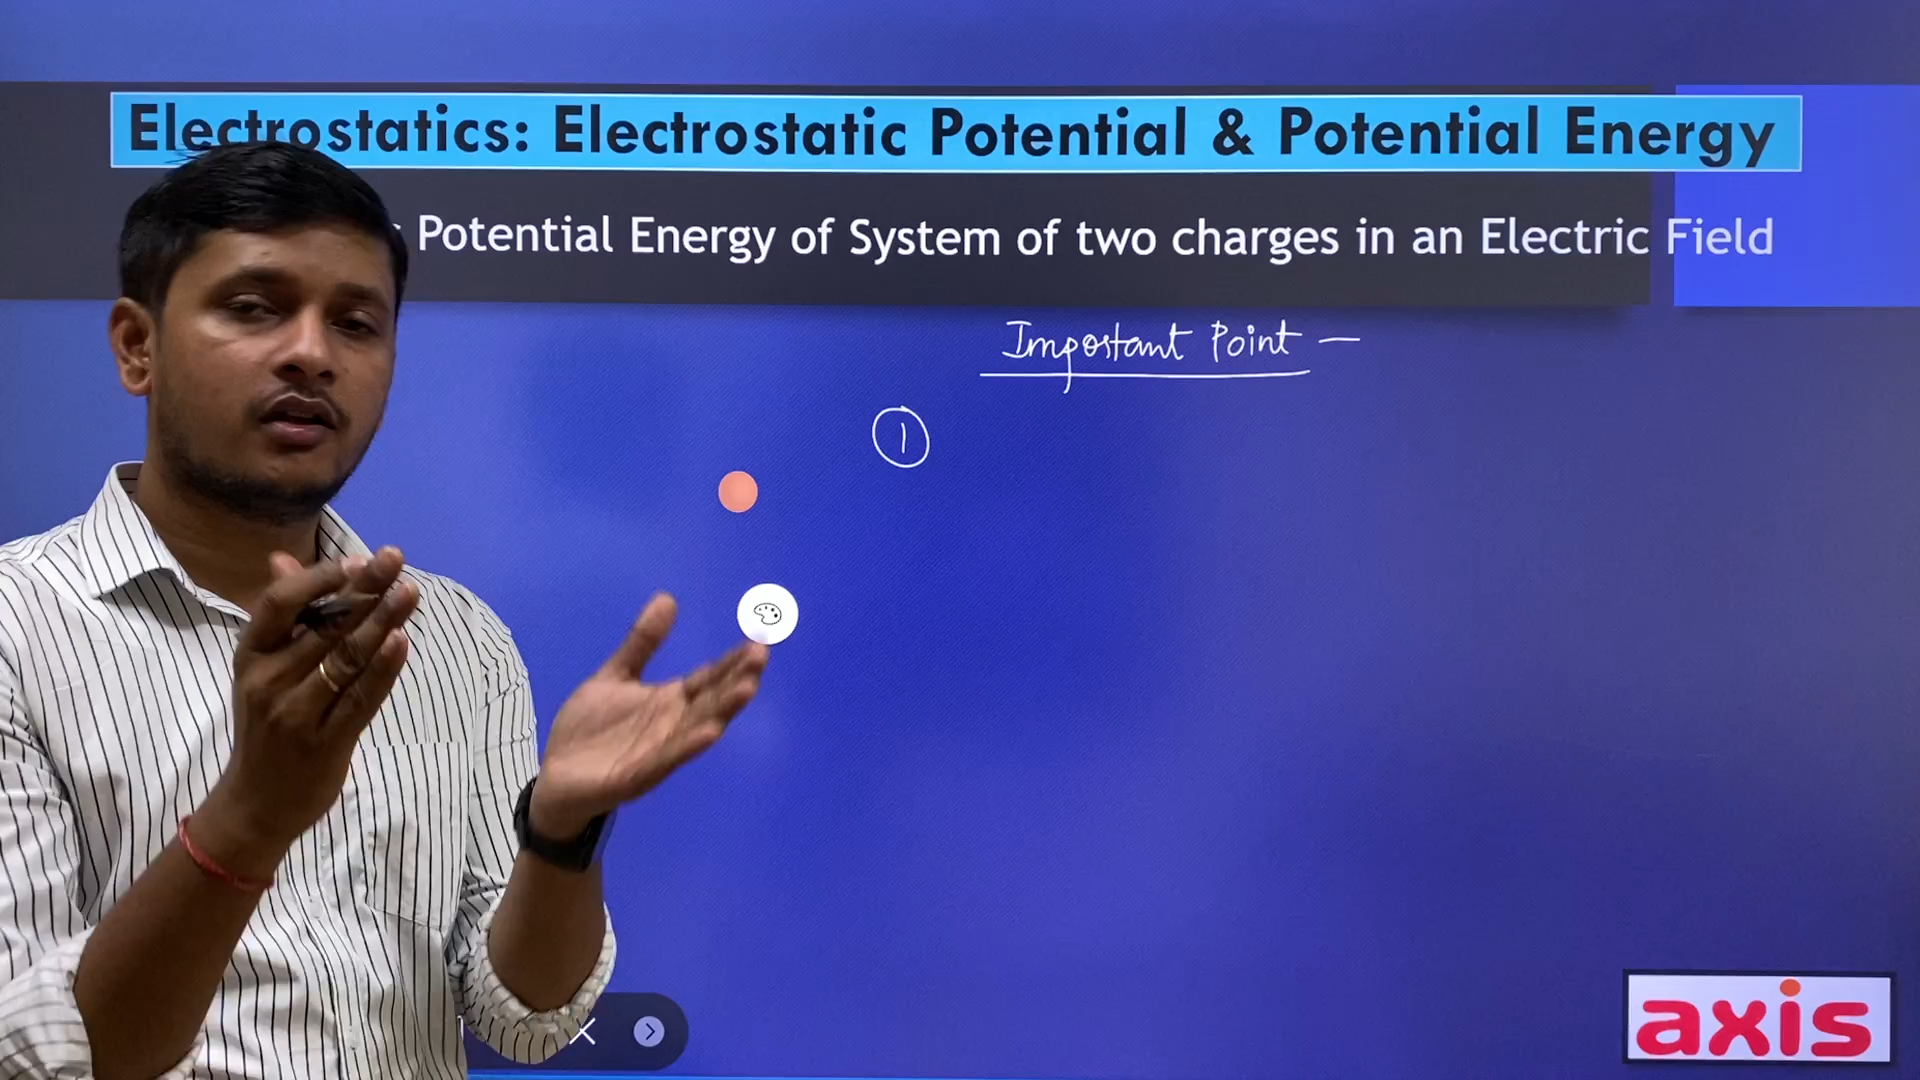 Electrostatics: Electrostatic Potential & Potential Energy
Potential Energy of System of two charges in an Electric Field
Important Point —
1
axis